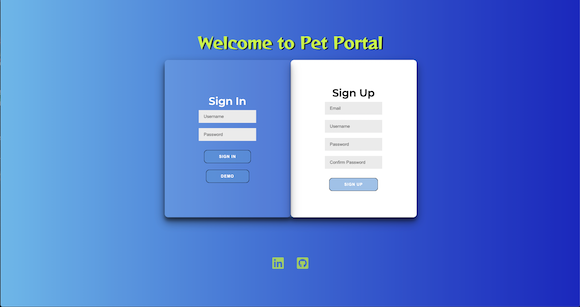 Welcome to Pet Portal
Sign In
Username
Password
SIGN IN
DEMO
Sign Up
Email
Username
Password
Confirm Password
SIGN UP
in